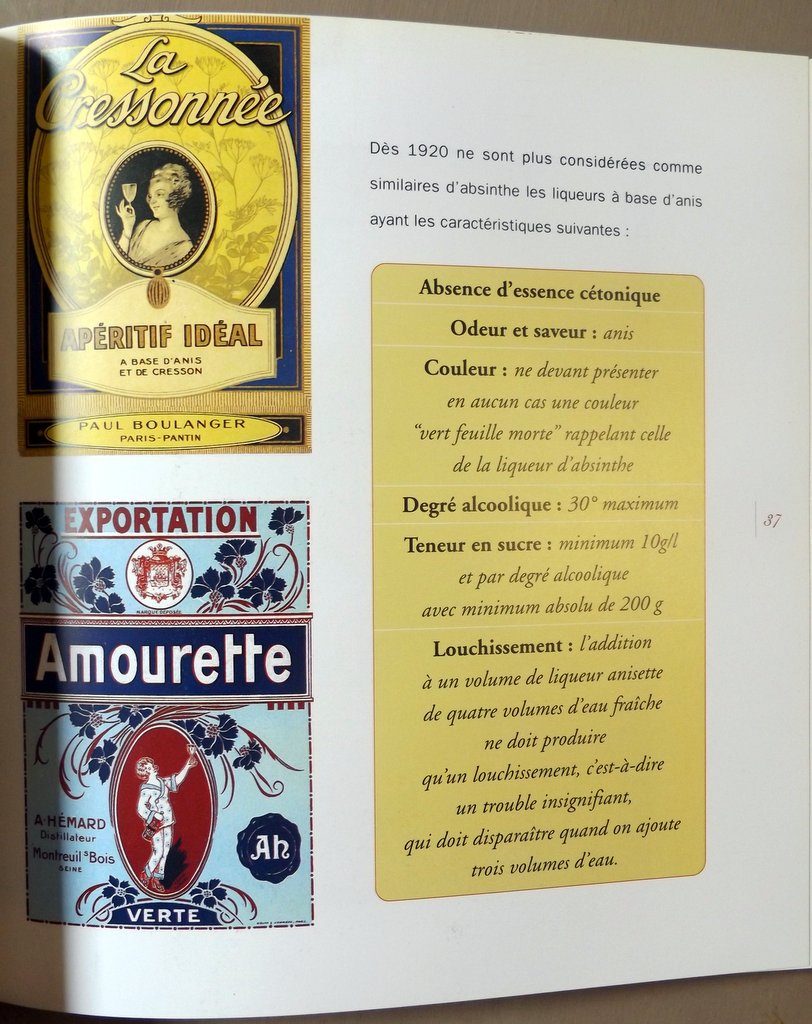 La
Cressonnée
APÉRITIF IDÉAL
A BASE D'ANIS
ET DE CRESSON
PAUL BOULANGER
PARIS-PANTIN
EXPORTATION
MARQUE DÉPOSÉE
Amourette
A·HÉMARD
Distillateur
Montreuil s Bois
SEINE
Ah
VERTE
Dès 1920 ne sont plus considérées comme
similaires d'absinthe les liqueurs à base d'anis
ayant les caractéristiques suivantes :
Absence d'essence cétonique
Odeur et saveur : anis
Couleur : ne devant présenter
en aucun cas une couleur
"vert feuille morte" rappelant celle
de la liqueur d'absinthe
Degré alcoolique : 30° maximum
Teneur en sucre : minimum 10g/l
et par degré alcoolique
avec minimum absolu de 200 g
Louchissement : l'addition
à un volume de liqueur anisette
de quatre volumes d'eau fraîche
ne doit produire
qu'un louchissement, c'est-à-dire
un trouble insignifiant,
qui doit disparaître quand on ajoute
trois volumes d'eau.
37